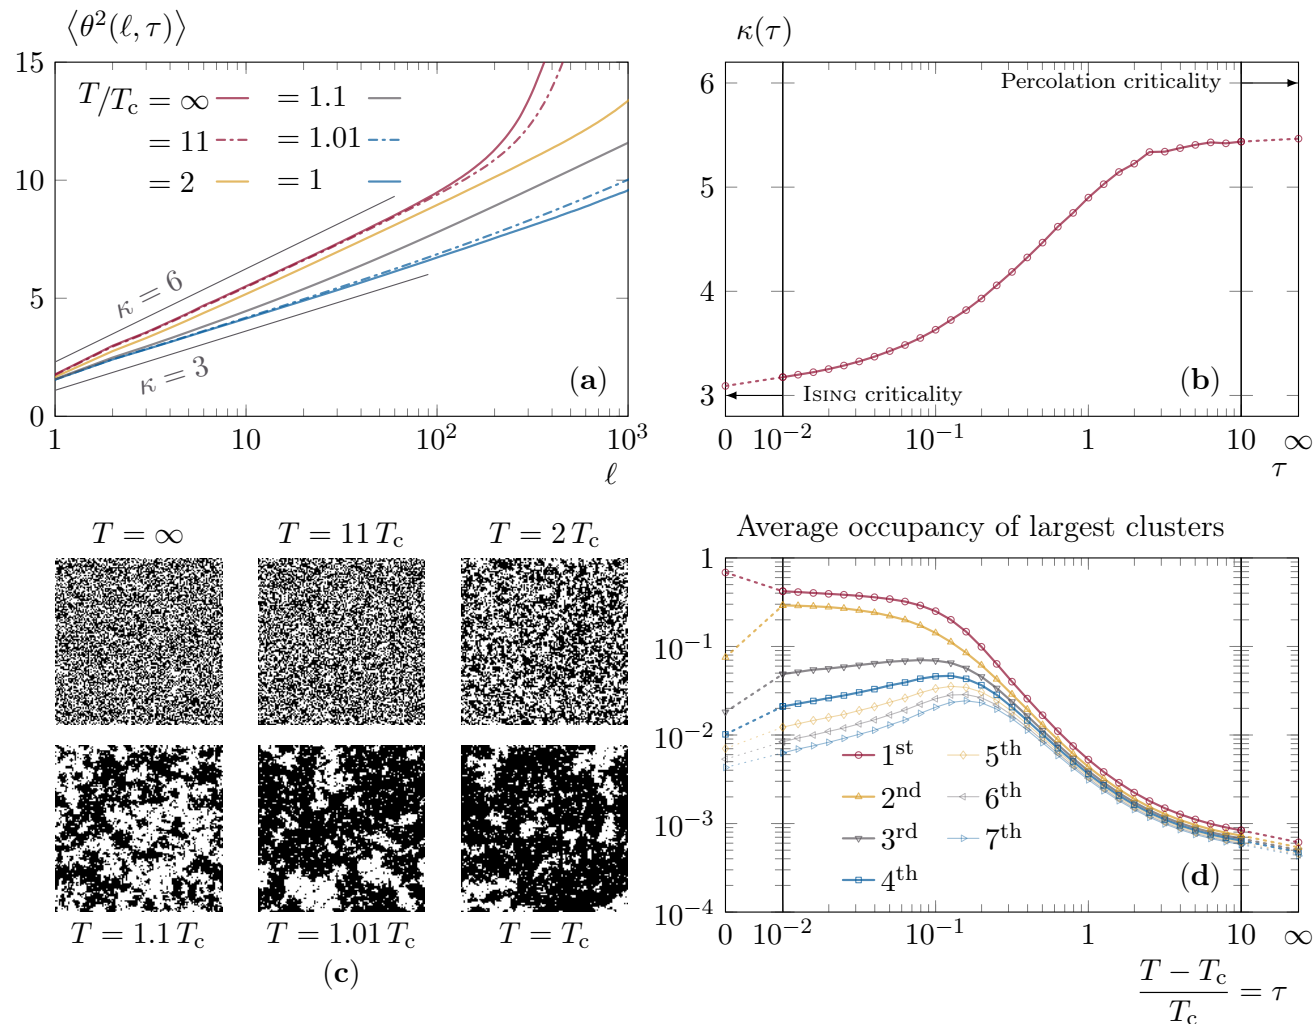 ⟨θ²(ℓ, τ)⟩
15
10
5
0
T/Tc = ∞
= 11
= 2
= 1.1
= 1.01
= 1
κ = 6
κ = 3
(a)
1
10
10²
10³
ℓ
κ(τ)
6
5
4
3
Percolation criticality
Ising criticality
(b)
0
10⁻²
10⁻¹
1
10
∞
τ
T = ∞
T = 11 Tc
T = 2 Tc
T = 1.1 Tc
T = 1.01 Tc
T = Tc
(c)
Average occupancy of largest clusters
1
10⁻¹
10⁻²
10⁻³
10⁻⁴
1st
2nd
3rd
4th
5th
6th
7th
(d)
0
10⁻²
10⁻¹
1
10
∞
T − Tc
Tc
= τ